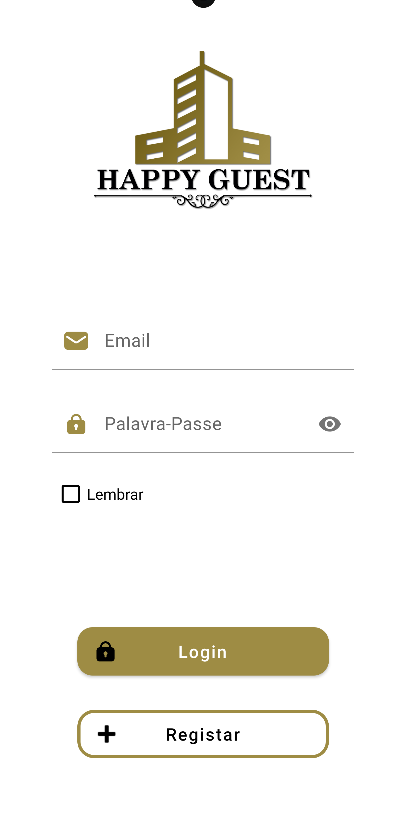 HAPPY GUEST
Email
Palavra-Passe
Lembrar
Login
Registar